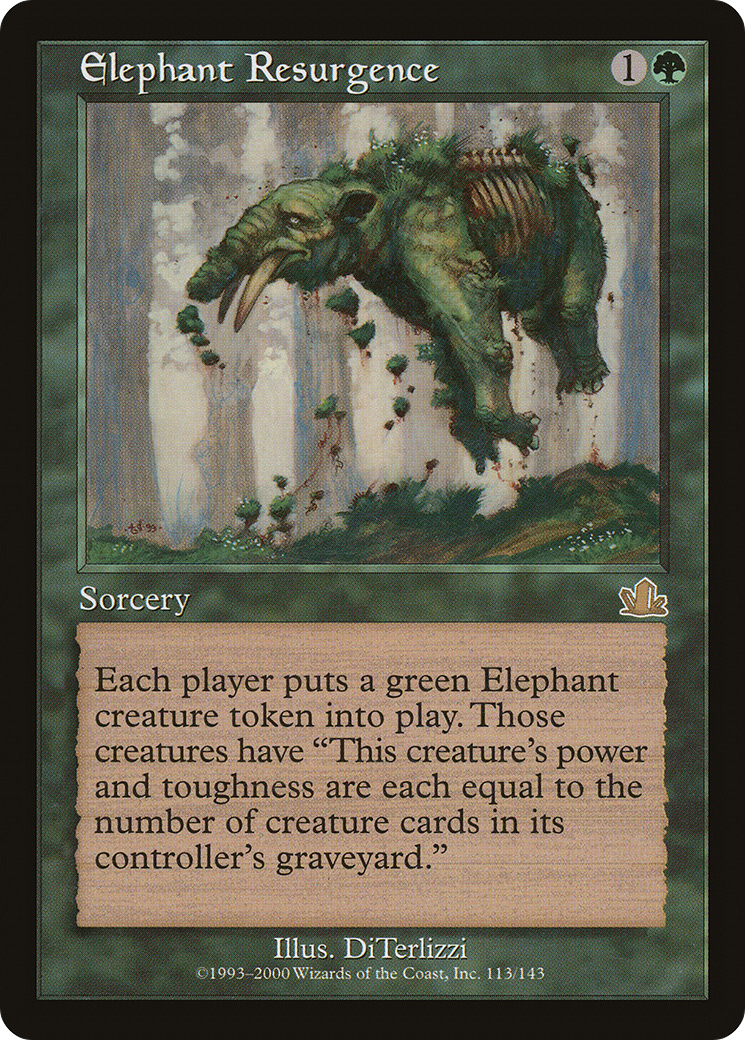 Elephant Resurgence 1
Sorcery
Each player puts a green Elephant
creature token into play. Those
creatures have “This creature’s power
and toughness are each equal to the
number of creature cards in its
controller’s graveyard.”
Illus. DiTerlizzi
©1993–2000 Wizards of the Coast, Inc. 113/143